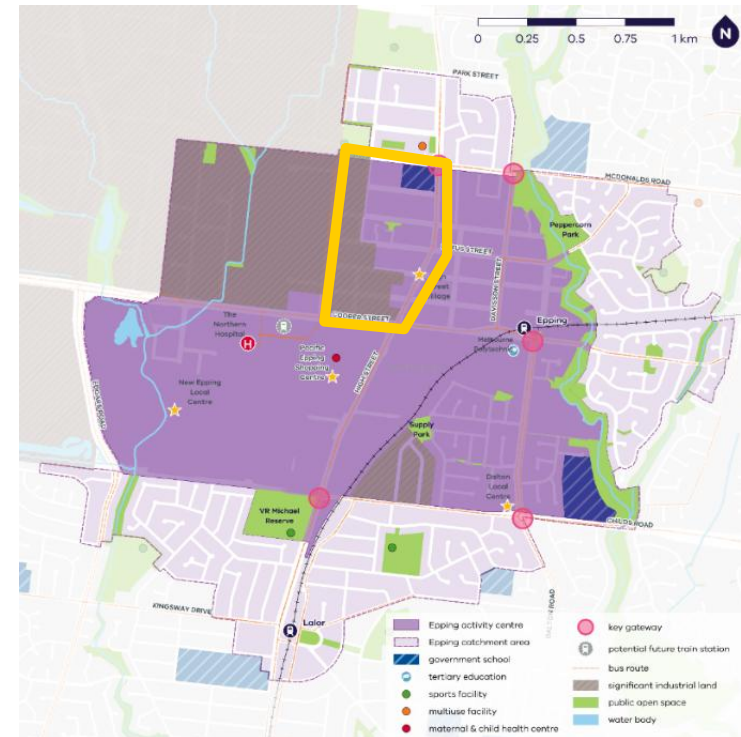 0
0.25
0.5
0.75
1 km
N
PARK STREET
MCDONALDS ROAD
Peppercorn
Park
STREET
DAVISSON STREET
COOPER STREET
The
Northern
Hospital
H
Epping
Melbourne
Polytechnic
Pacific
Epping
Shopping
Centre
HIGH STREET
New Epping
Local
Centre
Supply
Park
Dalton
Local
Centre
VR Michael
Reserve
CHILDS ROAD
KINGSWAY DRIVE
Lalor
ROAD
Epping activity centre
Epping catchment area
government school
tertiary education
sports facility
multiuse facility
maternal & child health centre
key gateway
potential future train station
bus route
significant industrial land
public open space
water body